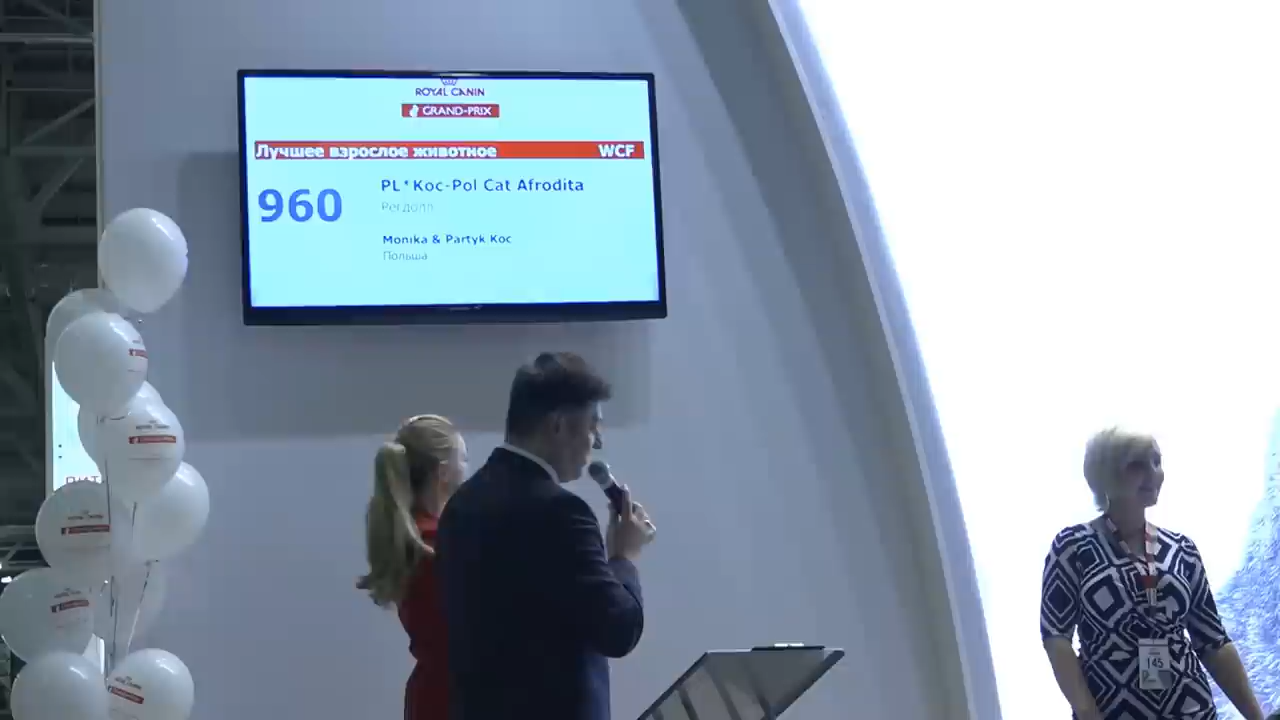 ROYAL CANIN
GRAND-PRIX
Лучшее взрослое животное WCF
960
PL*Koc-Pol Cat Afrodita
Регдолл
Monika & Partyk Koc
Польша
145